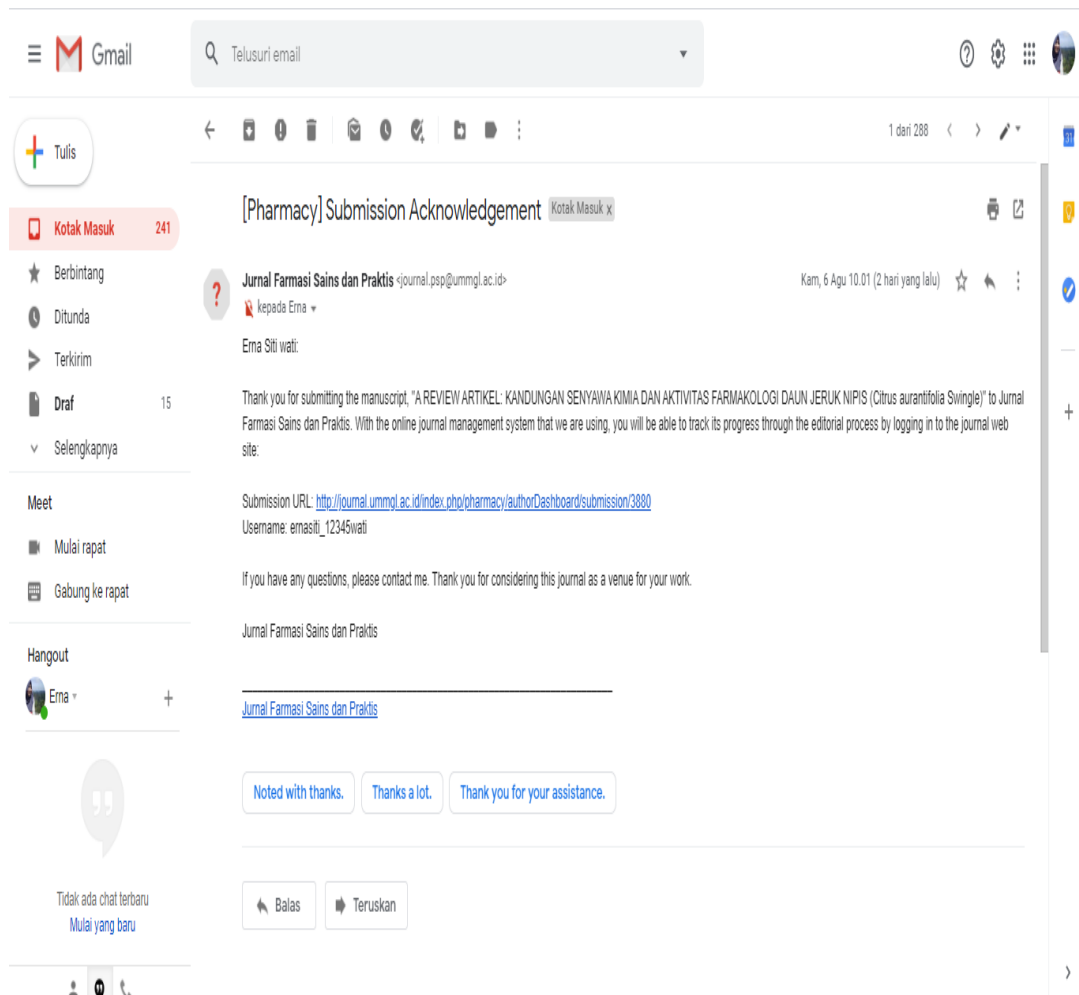 Gmail
Telusuri email
Tulis
1 dari 288
31
Kotak Masuk 241
Berbintang
Ditunda
Terkirim
Draf 15
Selengkapnya
Meet
Mulai rapat
Gabung ke rapat
Hangout
Erna
Tidak ada chat terbaru
Mulai yang baru
[Pharmacy] Submission Acknowledgement Kotak Masuk x
Jurnal Farmasi Sains dan Praktis <journal.psp@ummgl.ac.id> Kam, 6 Agu 10.01 (2 hari yang lalu)
?
kepada Erna
Erna Siti wati:
Thank you for submitting the manuscript, "A REVIEW ARTIKEL: KANDUNGAN SENYAWA KIMIA DAN AKTIVITAS FARMAKOLOGI DAUN JERUK NIPIS (Citrus aurantifolia Swingle)" to Jurnal
Farmasi Sains dan Praktis. With the online journal management system that we are using, you will be able to track its progress through the editorial process by logging in to the journal web
site:
Submission URL: http://journal.ummgl.ac.id/index.php/pharmacy/authorDashboard/submission/3880
Username: ernasiti_12345wati
If you have any questions, please contact me. Thank you for considering this journal as a venue for your work.
Jurnal Farmasi Sains dan Praktis
Jurnal Farmasi Sains dan Praktis
Noted with thanks. Thanks a lot. Thank you for your assistance.
Balas Teruskan